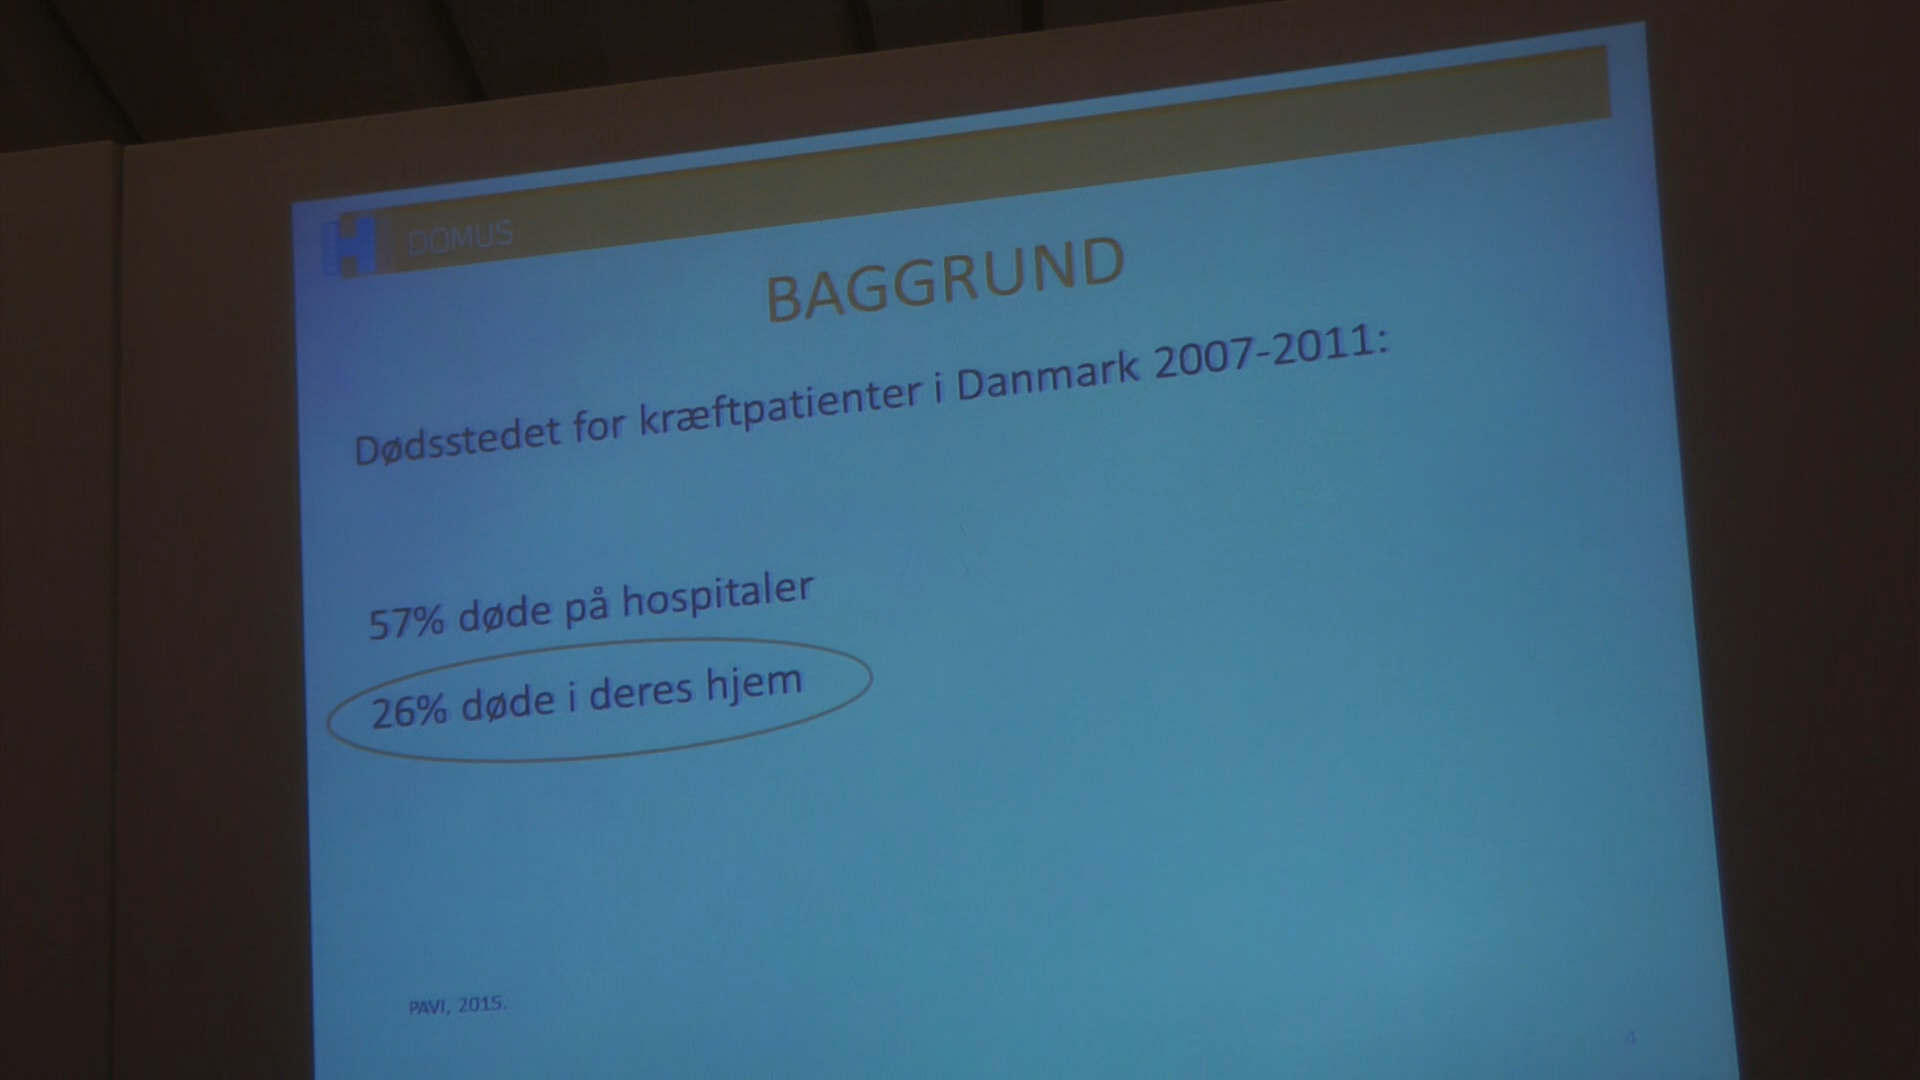 H DOMUS
BAGGRUND
Dødsstedet for kræftpatienter i Danmark 2007-2011:
57% døde på hospitaler
26% døde i deres hjem
PAVI, 2015.